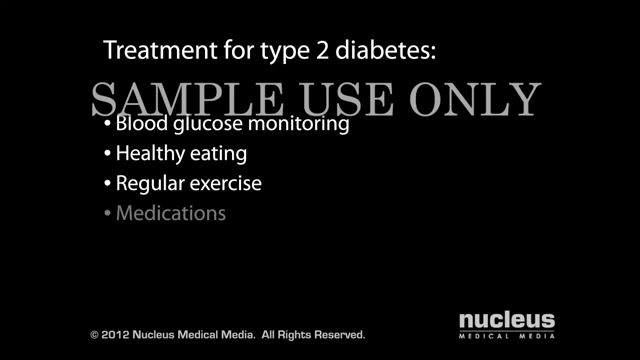 Treatment for type 2 diabetes:
SAMPLE USE ONLY
• Blood glucose monitoring
• Healthy eating
• Regular exercise
• Medications
nucleus
MEDICAL MEDIA
© 2012 Nucleus Medical Media. All Rights Reserved.